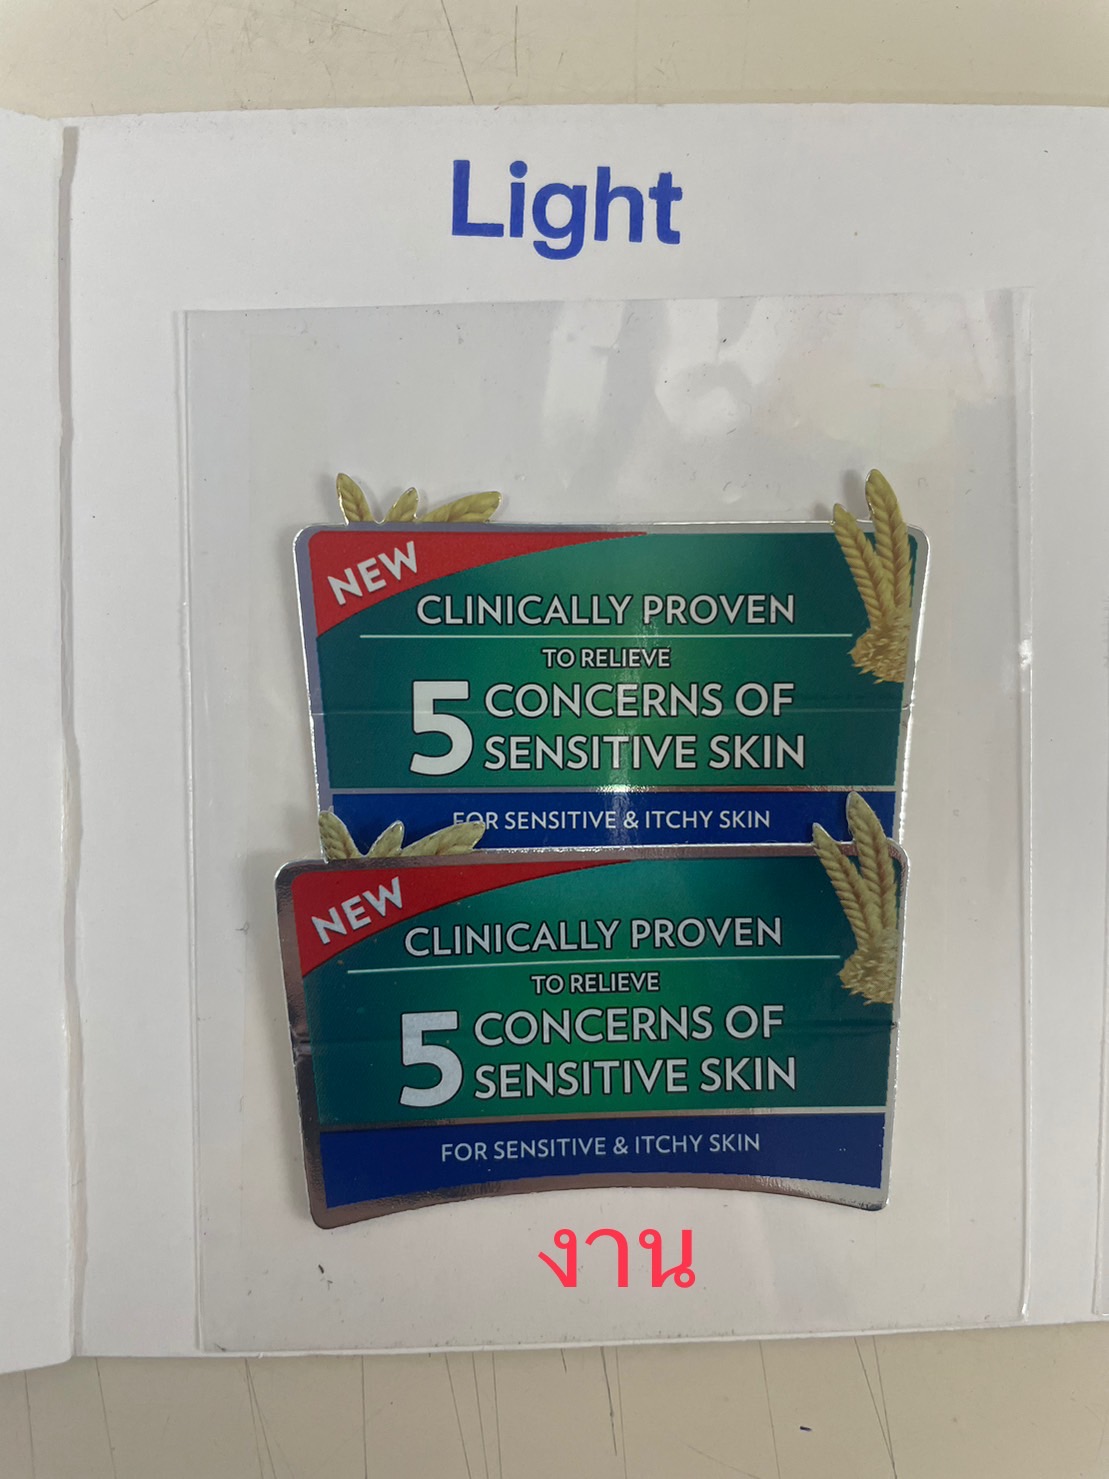 Light
NEW
CLINICALLY PROVEN
TO RELIEVE
5 CONCERNS OF
SENSITIVE SKIN
FOR SENSITIVE & ITCHY SKIN
NEW
CLINICALLY PROVEN
TO RELIEVE
5 CONCERNS OF
SENSITIVE SKIN
FOR SENSITIVE & ITCHY SKIN
งาน